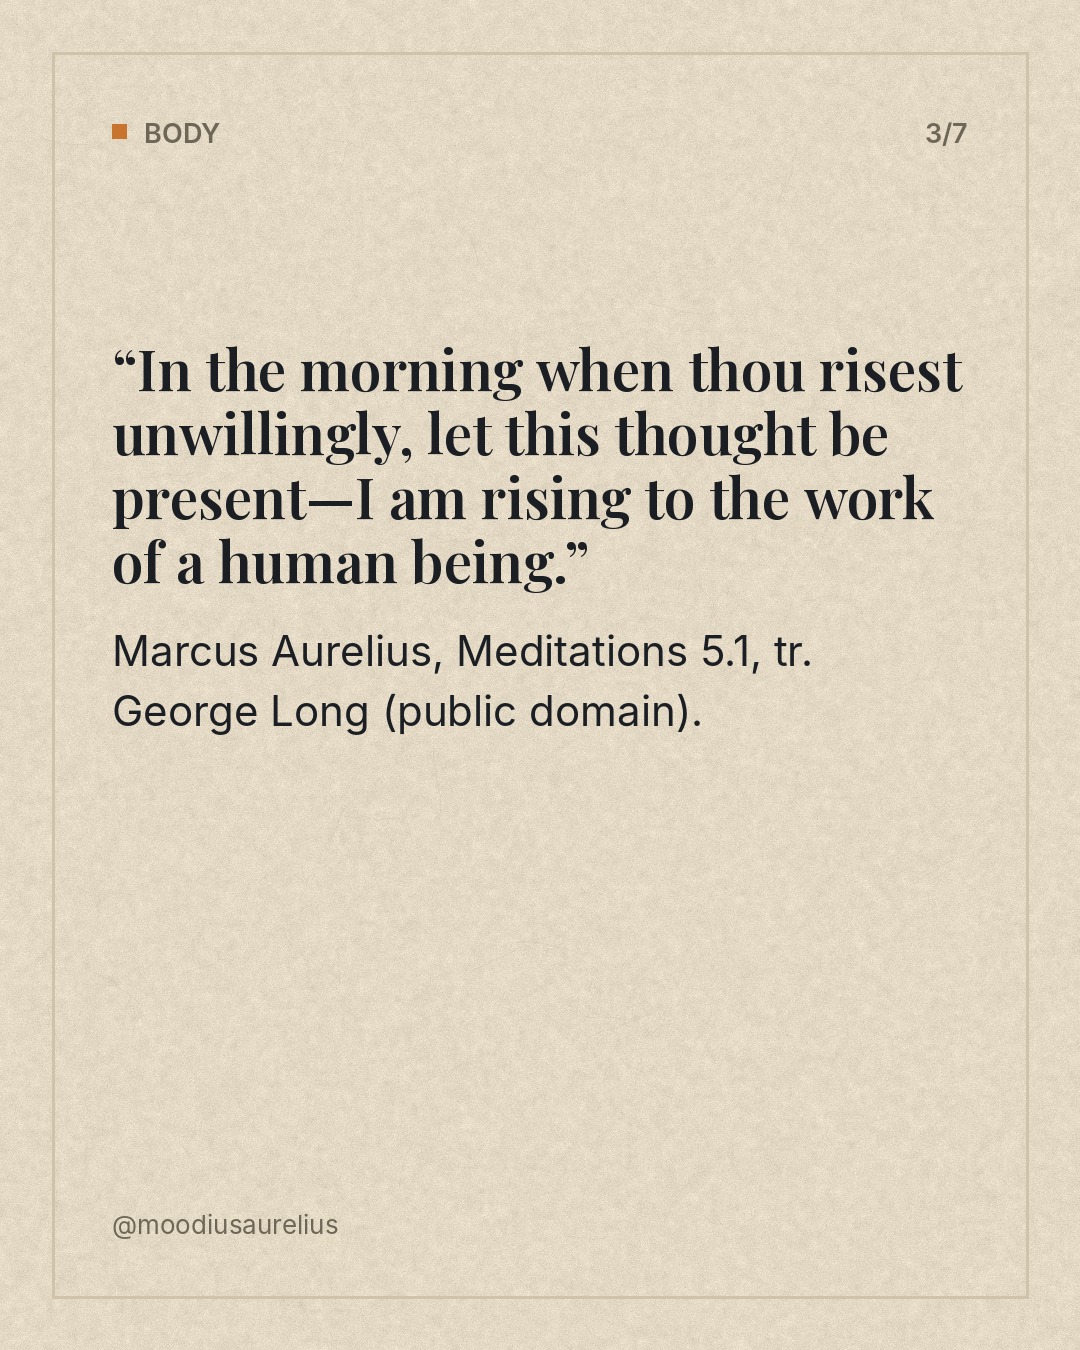 BODY
3/7
“In the morning when thou risest
unwillingly, let this thought be
present—I am rising to the work
of a human being.”
Marcus Aurelius, Meditations 5.1, tr.
George Long (public domain).
@moodiusaurelius